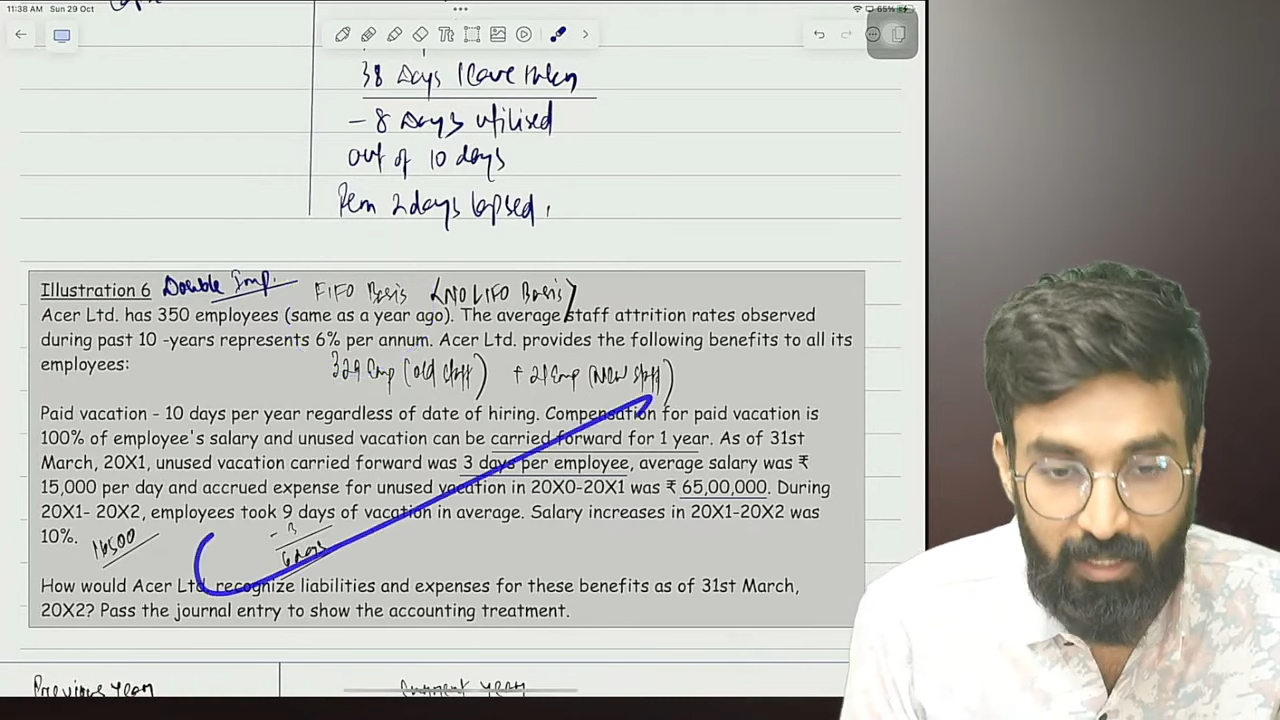 11:38 AM Sun 29 Oct
65%
38 Days leave taken
- 8 Days utilised
out of 10 days
Rem 2 days lapsed
Illustration 6 Double Imp. FIFO Basis (NO LIFO Basis)
Acer Ltd. has 350 employees (same as a year ago). The average staff attrition rates observed
during past 10 -years represents 6% per annum. Acer Ltd. provides the following benefits to all its
employees:
329 Emp (old staff) + 21 Emp (New staff)
Paid vacation - 10 days per year regardless of date of hiring. Compensation for paid vacation is
100% of employee's salary and unused vacation can be carried forward for 1 year. As of 31st
March, 20X1, unused vacation carried forward was 3 days per employee, average salary was ₹
15,000 per day and accrued expense for unused vacation in 20X0-20X1 was ₹ 65,00,000. During
20X1- 20X2, employees took 9 days of vacation in average. Salary increases in 20X1-20X2 was
10%. 16500
- 3
6 days
How would Acer Ltd. recognize liabilities and expenses for these benefits as of 31st March,
20X2? Pass the journal entry to show the accounting treatment.
Previous year
Current year